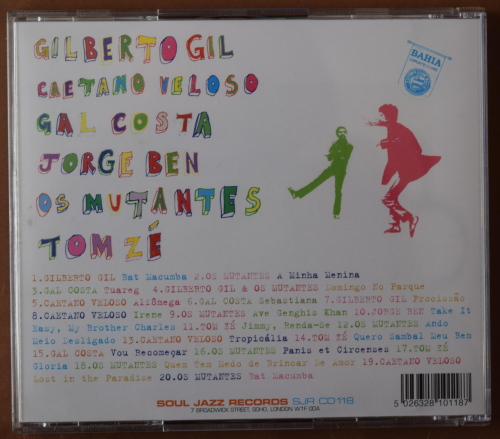 GILBERTO GIL
CAETANO VELOSO
GAL COSTA
JORGE BEN
OS MUTANTES
TOM ZÉ
BAHIA
1.GILBERTO GIL Bat Macumba 2.OS MUTANTES A Minha Menina
3.GAL COSTA Tuareg 4.GILBERTO GIL & OS MUTANTES Domingo No Parque
5.CAETANO VELOSO Alfômega 6.GAL COSTA Sebastiana 7.GILBERTO GIL Procissão
8.CAETANO VELOSO Irene 9.OS MUTANTES Ave Genghis Khan 10.JORGE BEN Take It
Easy, My Brother Charles 11.TOM ZÉ Jimmy, Renda-Se 12.OS MUTANTES Ando
Meio Desligado 13.CAETANO VELOSO Tropicália 14.TOM ZÉ Quero Sambal Meu Ben
15.GAL COSTA Vou Recomeçar 16.OS MUTANTES Panis et Circenses 17.TOM ZÉ
Gloria 18.OS MUTANTES Quem Tem Medo de Brincar De Amor 19.CAETANO VELOSO
Lost in the Paradise 20.OS MUTANTES Bat Macumba
SOUL JAZZ RECORDS SJR CD118
7 BROADWICK STREET, SOHO, LONDON W1F 0DA
5 026328 101187